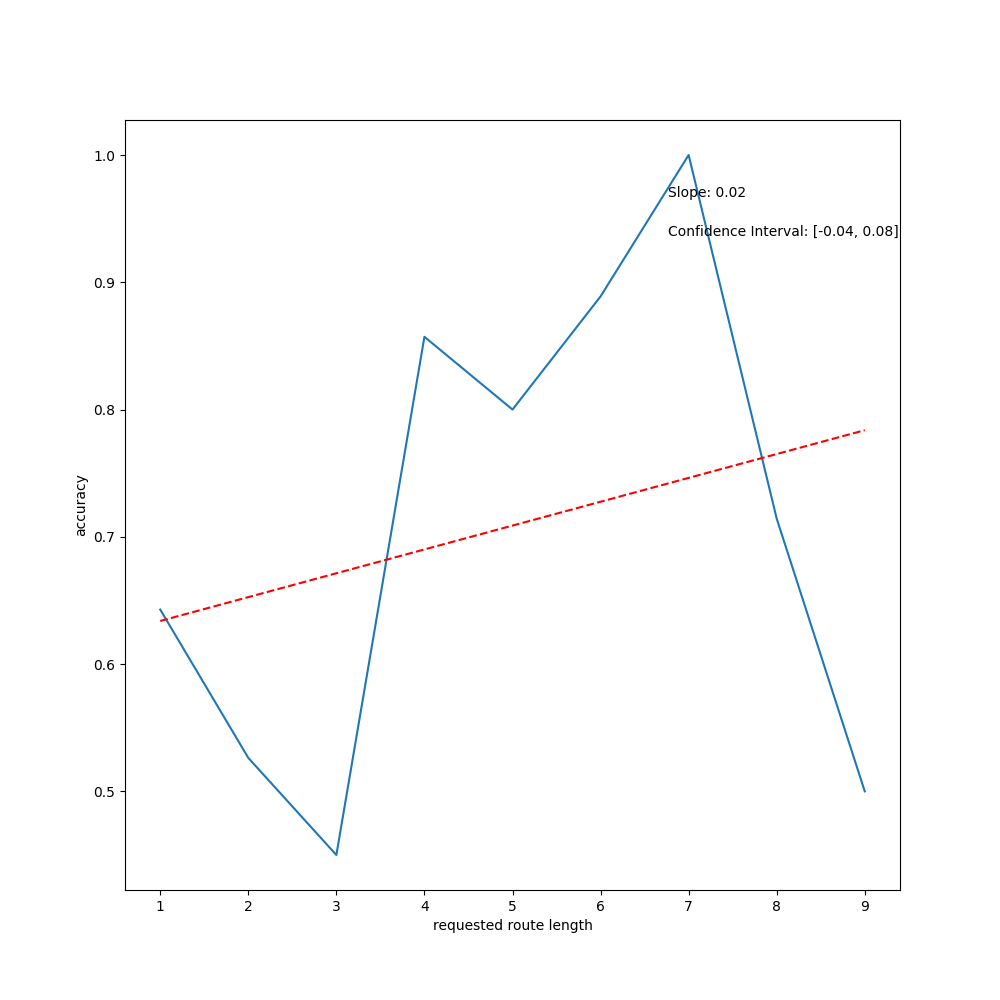 1.0
Slope: 0.02
Confidence Interval: [-0.04, 0.08]
0.9
0.8
0.7
0.6
0.5
accuracy
1 2 3 4 5 6 7 8 9
requested route length